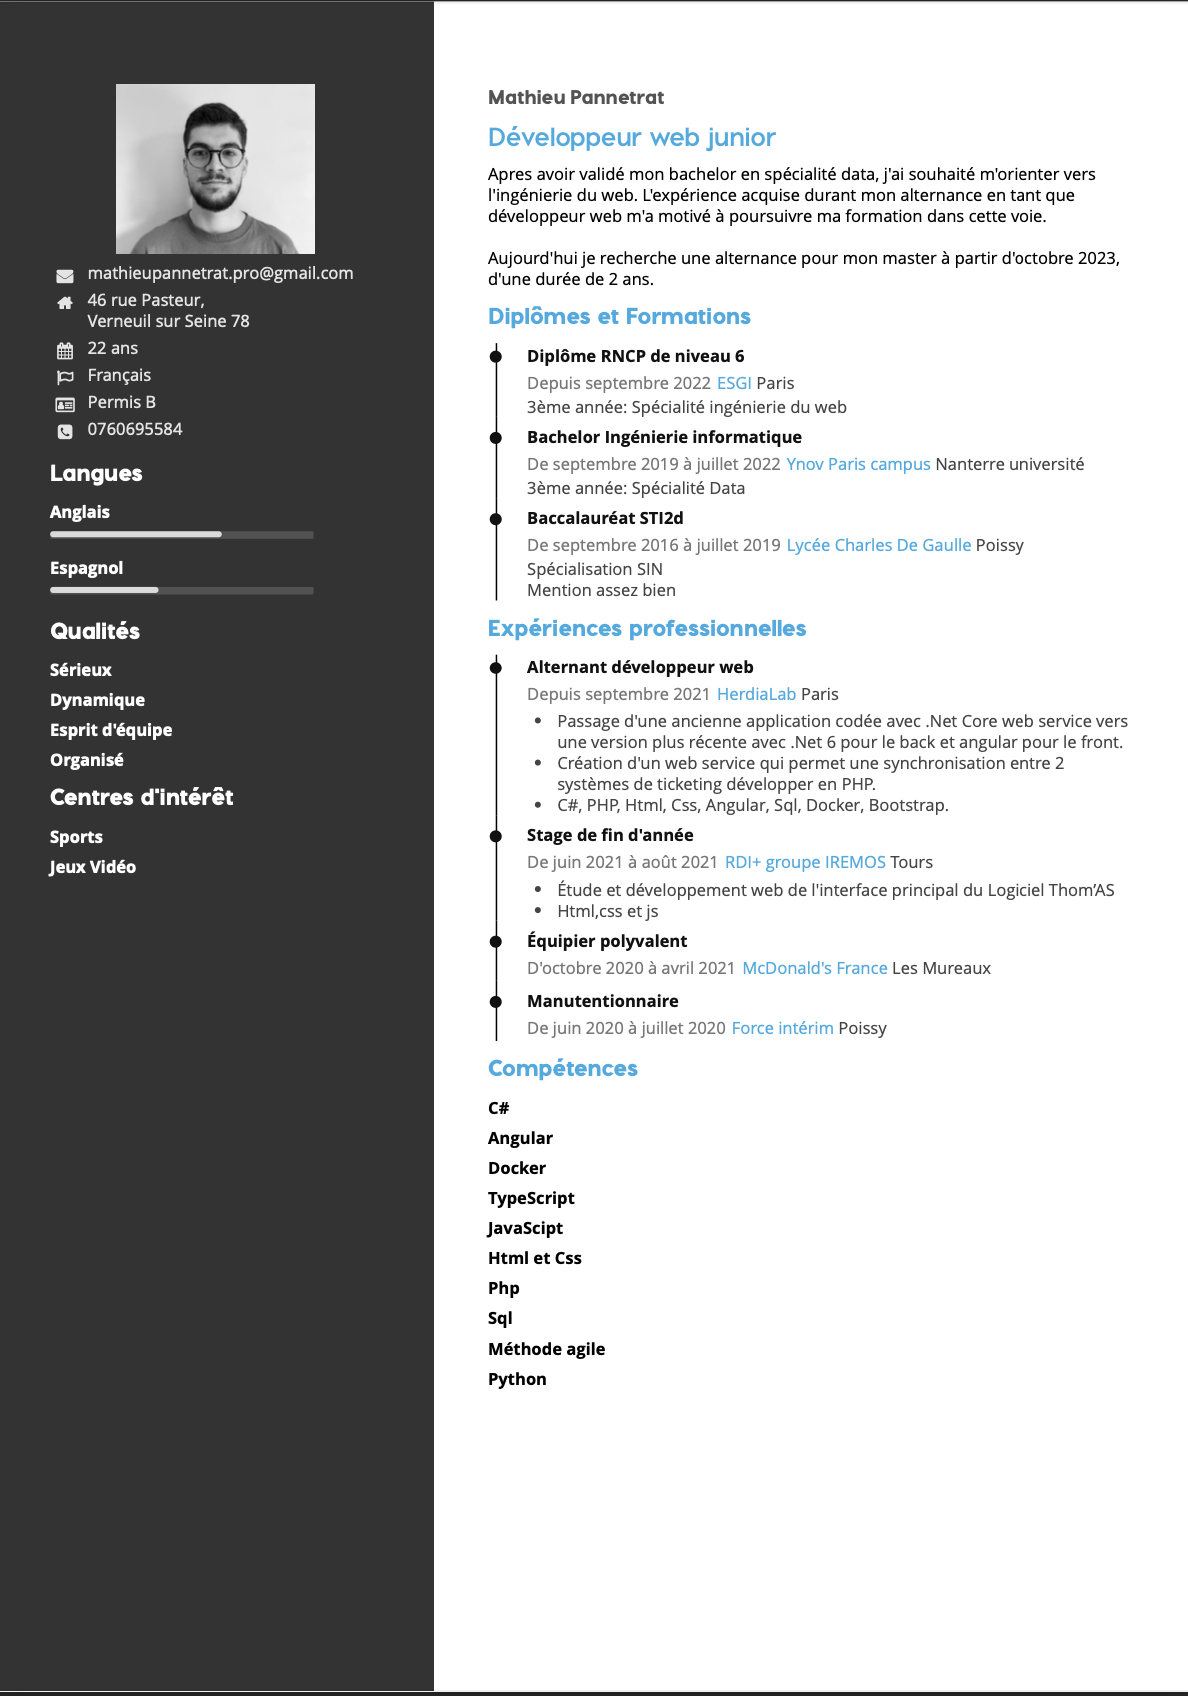 mathieupannetrat.pro@gmail.com
46 rue Pasteur,
Verneuil sur Seine 78
22 ans
Français
Permis B
0760695584
Langues
Anglais
Espagnol
Qualités
Sérieux
Dynamique
Esprit d'équipe
Organisé
Centres d'intérêt
Sports
Jeux Vidéo
Mathieu Pannetrat
Développeur web junior
Apres avoir validé mon bachelor en spécialité data, j'ai souhaité m'orienter vers
l'ingénierie du web. L'expérience acquise durant mon alternance en tant que
développeur web m'a motivé à poursuivre ma formation dans cette voie.
Aujourd'hui je recherche une alternance pour mon master à partir d'octobre 2023,
d'une durée de 2 ans.
Diplômes et Formations
Diplôme RNCP de niveau 6
Depuis septembre 2022 ESGI Paris
3ème année: Spécialité ingénierie du web
Bachelor Ingénierie informatique
De septembre 2019 à juillet 2022 Ynov Paris campus Nanterre université
3ème année: Spécialité Data
Baccalauréat STI2d
De septembre 2016 à juillet 2019 Lycée Charles De Gaulle Poissy
Spécialisation SIN
Mention assez bien
Expériences professionnelles
Alternant développeur web
Depuis septembre 2021 HerdiaLab Paris
• Passage d'une ancienne application codée avec .Net Core web service vers
une version plus récente avec .Net 6 pour le back et angular pour le front.
• Création d'un web service qui permet une synchronisation entre 2
systèmes de ticketing développer en PHP.
• C#, PHP, Html, Css, Angular, Sql, Docker, Bootstrap.
Stage de fin d'année
De juin 2021 à août 2021 RDI+ groupe IREMOS Tours
• Étude et développement web de l'interface principal du Logiciel Thom’AS
• Html,css et js
Équipier polyvalent
D'octobre 2020 à avril 2021 McDonald's France Les Mureaux
Manutentionnaire
De juin 2020 à juillet 2020 Force intérim Poissy
Compétences
C#
Angular
Docker
TypeScript
JavaScipt
Html et Css
Php
Sql
Méthode agile
Python